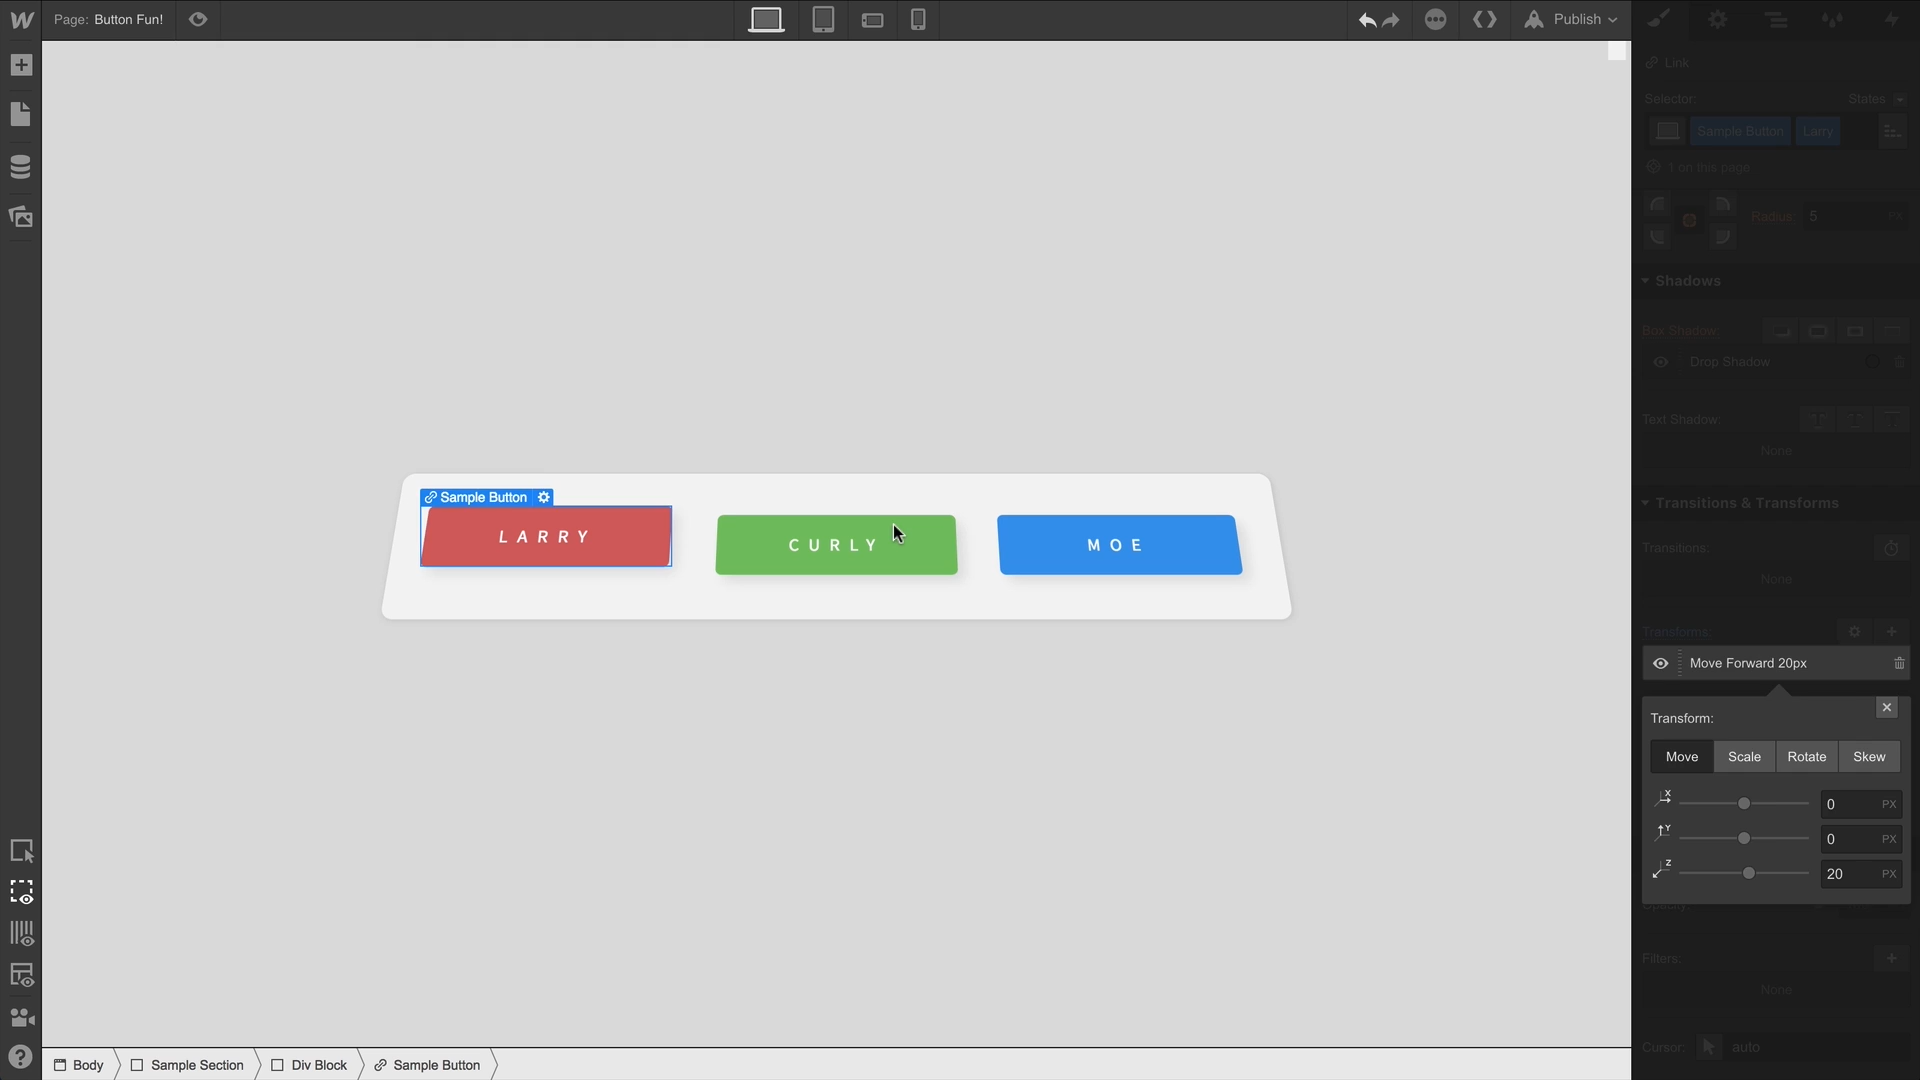 Page: Button Fun!
Publish
Link
Selector:
States
Sample Button
Larry
1 on this page
Radius:
5
PX
Shadows
Box Shadow:
Drop Shadow
Text Shadow:
None
Transitions & Transforms
Transitions:
None
Transforms:
Move Forward 20px
Transform:
Move
Scale
Rotate
Skew
X
0
PX
Y
0
PX
Z
20
PX
Opacity:
Filters:
None
Cursor:
auto
Sample Button
LARRY
CURLY
MOE
Body
Sample Section
Div Block
Sample Button